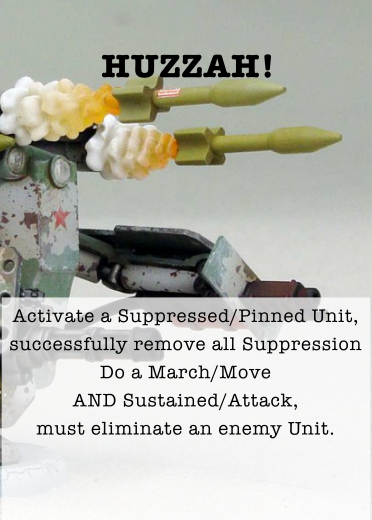 HUZZAH!
Activate a Suppressed/Pinned Unit,
successfully remove all Suppression
Do a March/Move
AND Sustained/Attack,
must eliminate an enemy Unit.